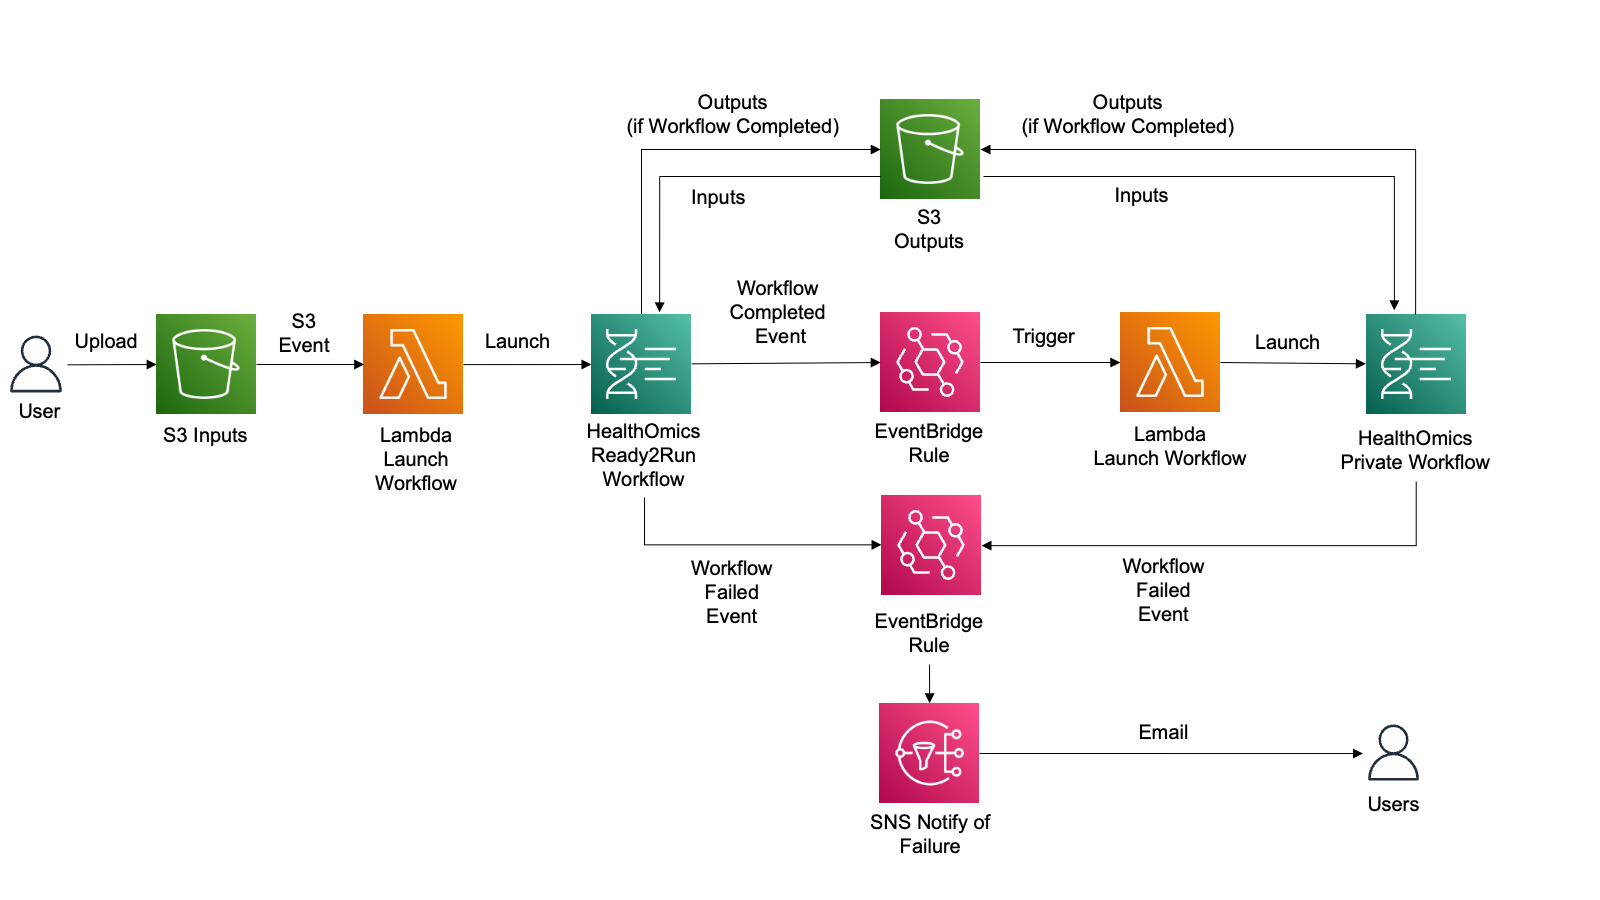 Outputs
(if Workflow Completed)
Outputs
(if Workflow Completed)
Inputs
Inputs
S3
Outputs
Workflow
Completed
Event
Upload
S3
Event
Launch
Trigger
Launch
User
S3 Inputs
Lambda
Launch
Workflow
HealthOmics
Ready2Run
Workflow
EventBridge
Rule
Lambda
Launch Workflow
HealthOmics
Private Workflow
Workflow
Failed
Event
Workflow
Failed
Event
EventBridge
Rule
Email
Users
SNS Notify of
Failure